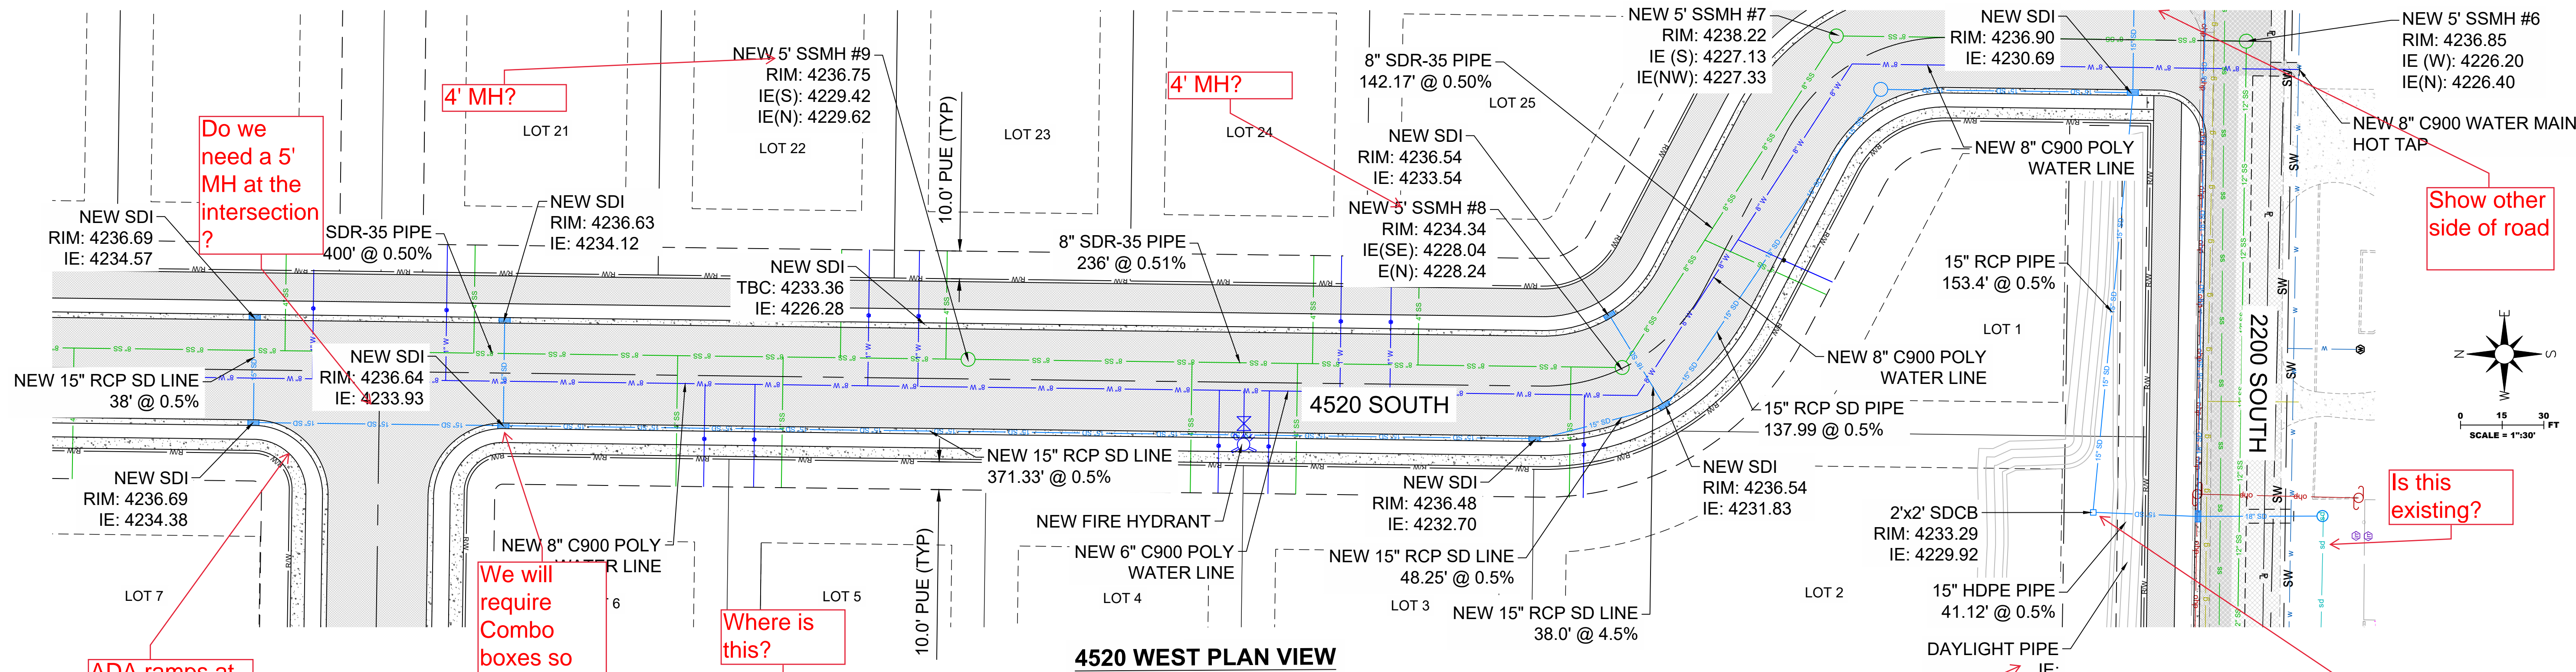 NEW 5' SSMH #9
RIM: 4236.75
IE(S): 4229.42
IE(N): 4229.62
4' MH?
Do we
need a 5'
MH at the
intersection
?
LOT 21
LOT 22
LOT 23
LOT 24
LOT 25
10.0' PUE (TYP)
4' MH?
8" SDR-35 PIPE
142.17' @ 0.50%
NEW 5' SSMH #7
RIM: 4238.22
IE (S): 4227.13
IE(NW): 4227.33
NEW SDI
RIM: 4236.90
IE: 4230.69
NEW 5' SSMH #6
RIM: 4236.85
IE (W): 4226.20
IE(N): 4226.40
NEW 8" C900 WATER MAIN
HOT TAP
NEW 8" C900 POLY
WATER LINE
Show other
side of road
NEW SDI
RIM: 4236.54
IE: 4233.54
NEW 5' SSMH #8
RIM: 4234.34
IE(SE): 4228.04
E(N): 4228.24
NEW SDI
RIM: 4236.69
IE: 4234.57
SDR-35 PIPE
400' @ 0.50%
NEW SDI
RIM: 4236.63
IE: 4234.12
NEW SDI
TBC: 4233.36
IE: 4226.28
8" SDR-35 PIPE
236' @ 0.51%
15" RCP PIPE
153.4' @ 0.5%
LOT 1
2200 SOUTH
N
E
S
W
0 15 30
FT
SCALE = 1":30'
NEW 15" RCP SD LINE
38' @ 0.5%
NEW SDI
RIM: 4236.64
IE: 4233.93
4520 SOUTH
NEW 8" C900 POLY
WATER LINE
15" RCP SD PIPE
137.99 @ 0.5%
NEW SDI
RIM: 4236.69
IE: 4234.38
NEW 15" RCP SD LINE
371.33' @ 0.5%
NEW SDI
RIM: 4236.48
IE: 4232.70
NEW SDI
RIM: 4236.54
IE: 4231.83
Is this
existing?
2'x2' SDCB
RIM: 4233.29
IE: 4229.92
NEW FIRE HYDRANT
NEW 6" C900 POLY
WATER LINE
NEW 8" C900 POLY
WATER LINE
NEW 15" RCP SD LINE
48.25' @ 0.5%
NEW 15" RCP SD LINE
38.0' @ 4.5%
15" HDPE PIPE
41.12' @ 0.5%
DAYLIGHT PIPE
IE:
LOT 7
6
LOT 5
LOT 4
LOT 3
LOT 2
10.0' PUE (TYP)
We will
require
Combo
boxes so
Where is
this?
ADA ramps at
4520 WEST PLAN VIEW